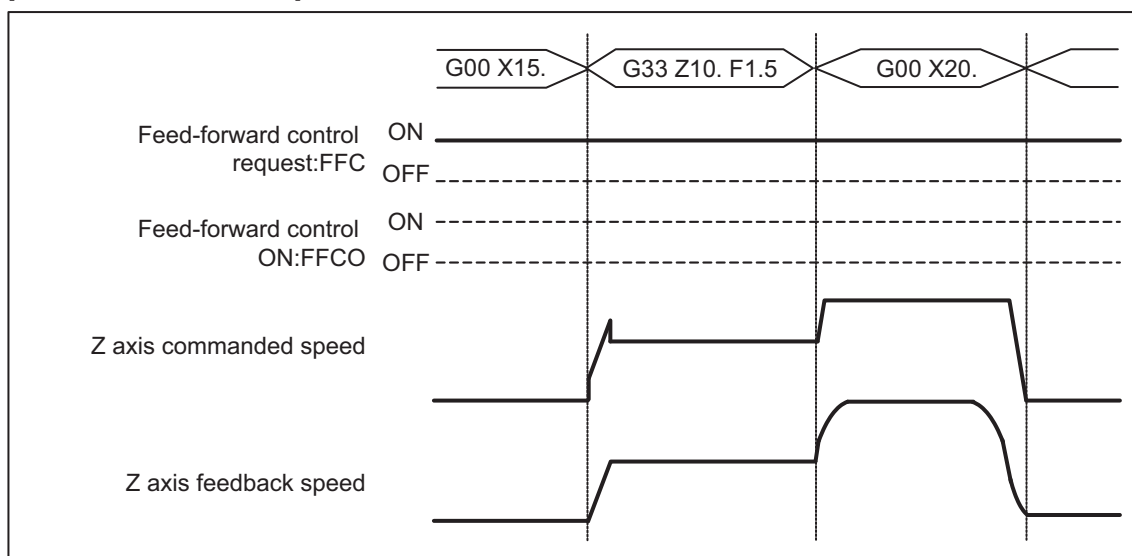 G00 X15.
G33 Z10. F1.5
G00 X20.
Feed-forward control
request:FFC
ON
OFF
Feed-forward control
ON:FFCO
ON
OFF
Z axis commanded speed
Z axis feedback speed